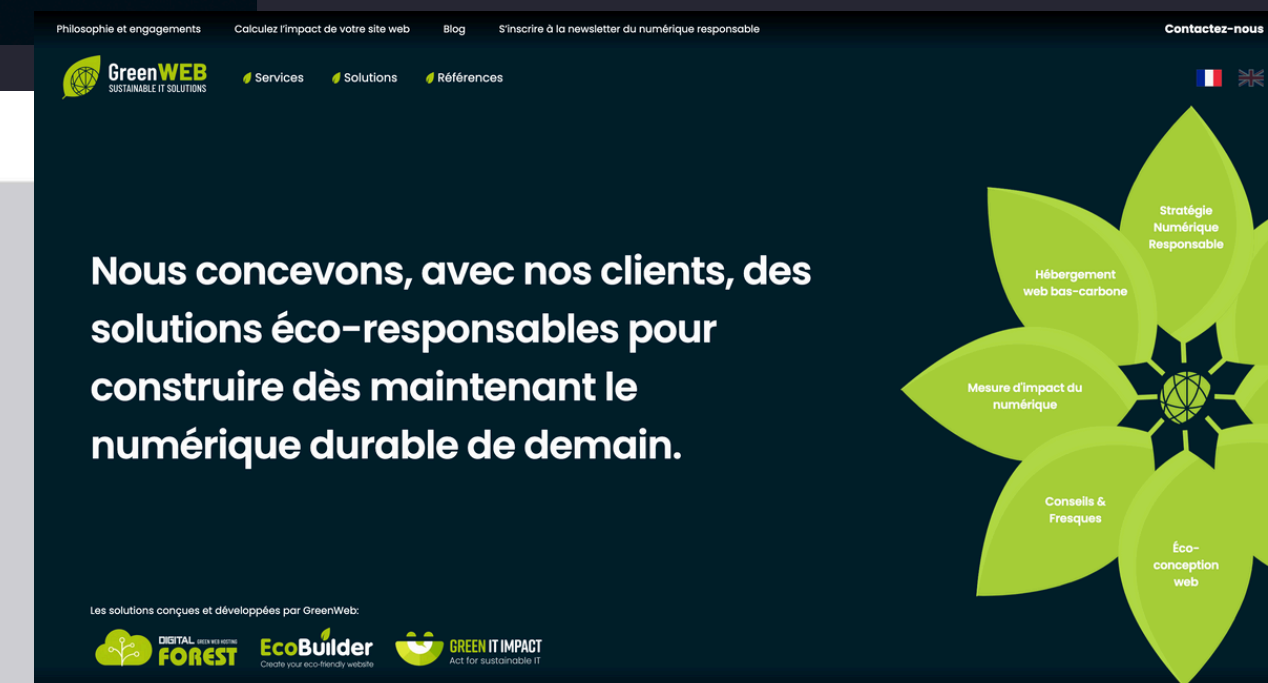 Philosophie et engagements
Calculez l'impact de votre site web
Blog
S'inscrire à la newsletter du numérique responsable
Contactez-nous
GreenWEB
SUSTAINABLE IT SOLUTIONS
Services
Solutions
Références
Stratégie
Numérique
Responsable
Hébergement
web bas-carbone
Nous concevons, avec nos clients, des
solutions éco-responsables pour
construire dès maintenant le
numérique durable de demain.
Mesure d'impact du
numérique
Conseils &
Fresques
Éco-
conception
web
Les solutions conçues et développées par GreenWeb:
DIGITAL GREEN WEB HOSTING
FOREST
EcoBuilder
Create your eco-friendly website
GREEN IT IMPACT
Act for sustainable IT